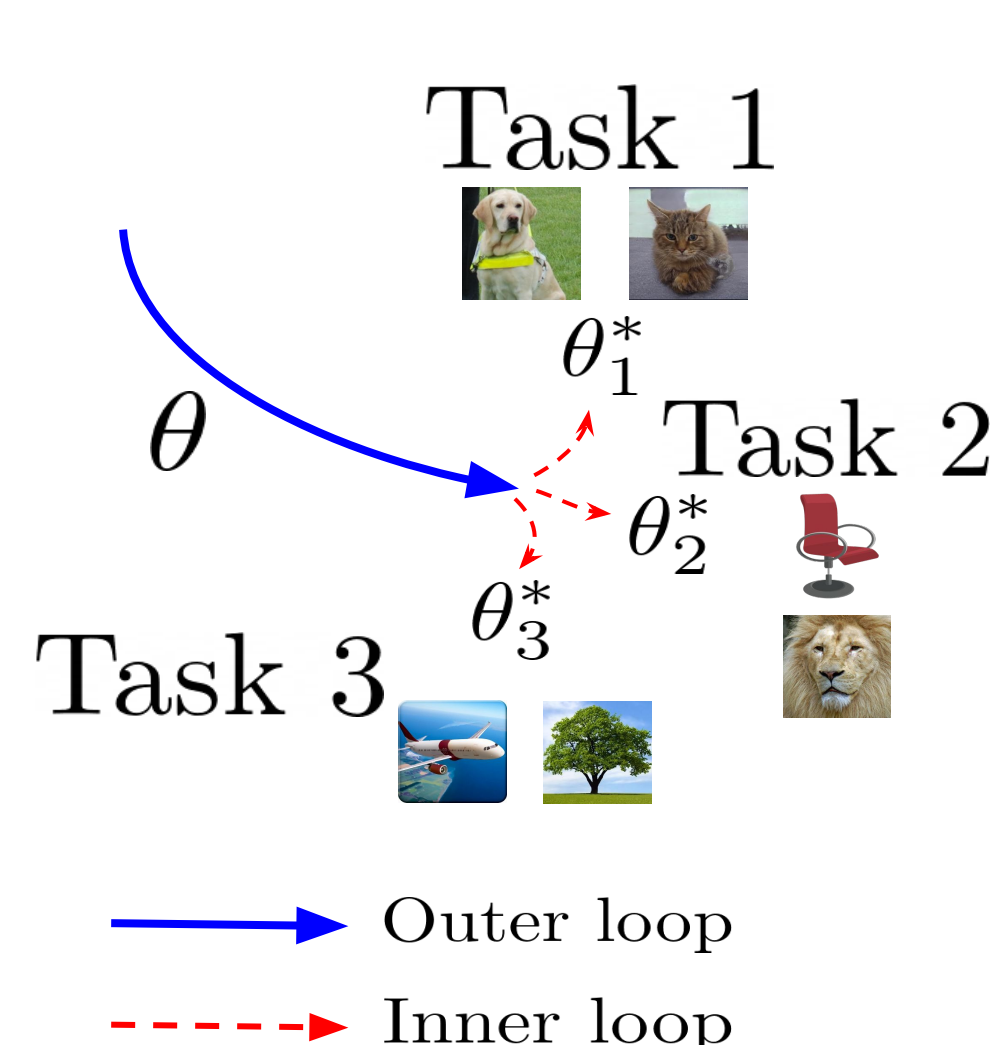 Task 1
θ₁*
θ
Task 2
θ₂*
θ₃*
Task 3
Outer loop
Inner loop